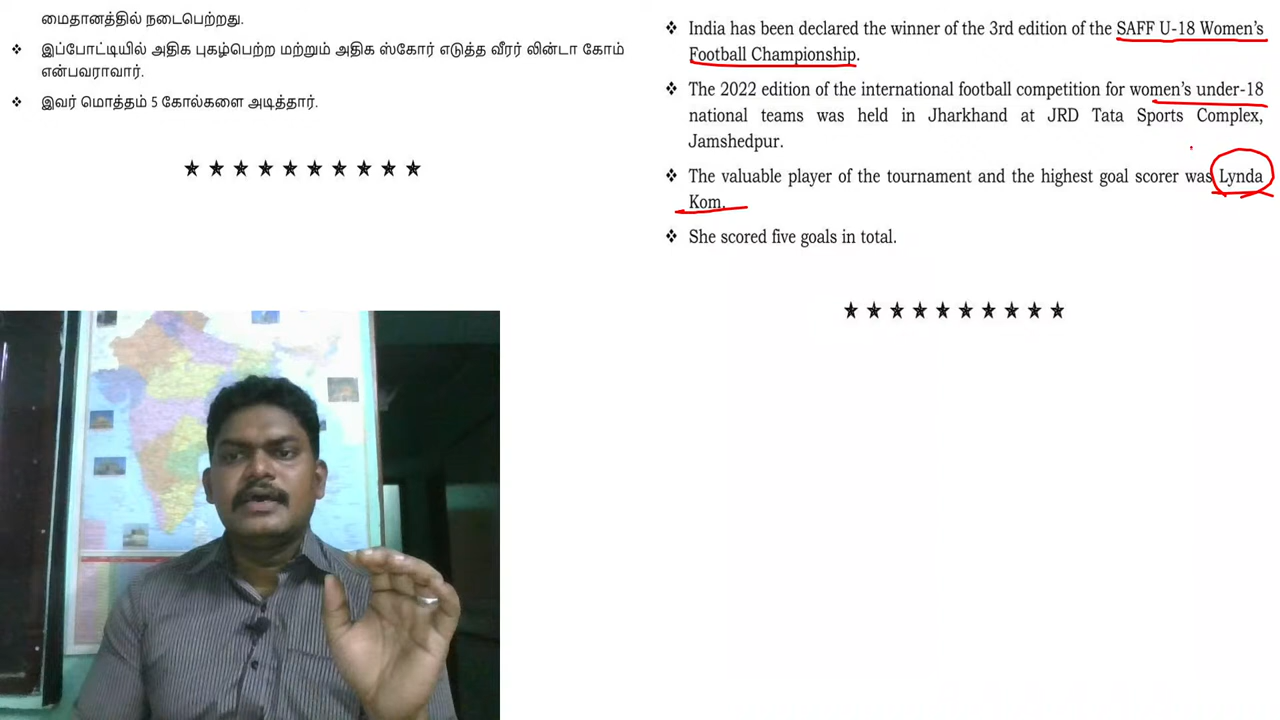 மைதானத்தில் நடைபெற்றது.
❖ இப்போட்டியில் அதிக புகழ்பெற்ற மற்றும் அதிக ஸ்கோர் எடுத்த வீரர் லிண்டா கோம்
என்பவராவார்.
❖ இவர் மொத்தம் 5 கோல்களை அடித்தார்.
❖ India has been declared the winner of the 3rd edition of the SAFF U-18 Women's
Football Championship.
❖ The 2022 edition of the international football competition for women's under-18
national teams was held in Jharkhand at JRD Tata Sports Complex,
Jamshedpur.
❖ The valuable player of the tournament and the highest goal scorer was Lynda
Kom.
❖ She scored five goals in total.